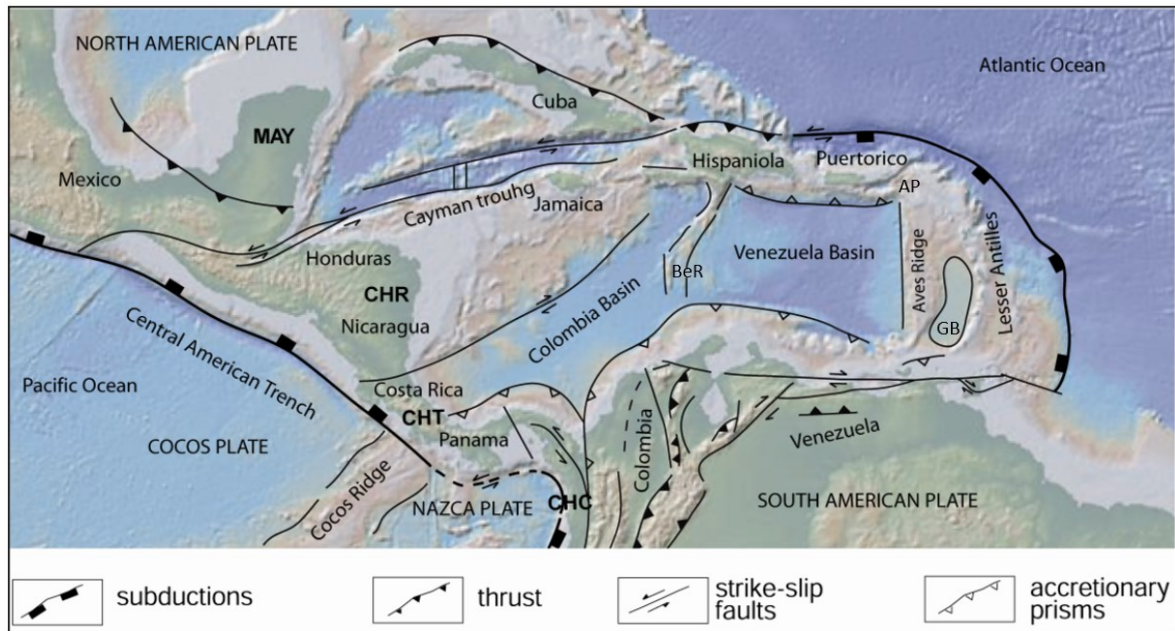 NORTH AMERICAN PLATE
Atlantic Ocean
Cuba
MAY
Mexico
Hispaniola
Puertorico
AP
Cayman trouhg
Jamaica
Honduras
Venezuela Basin
Aves Ridge
Lesser Antilles
BeR
CHR
Colombia Basin
Nicaragua
GB
Central American Trench
Pacific Ocean
Costa Rica
CHT
Panama
Colombia
Venezuela
COCOS PLATE
Cocos Ridge
NAZCA PLATE
CHC
SOUTH AMERICAN PLATE
subductions
thrust
strike-slip
faults
accretionary
prisms